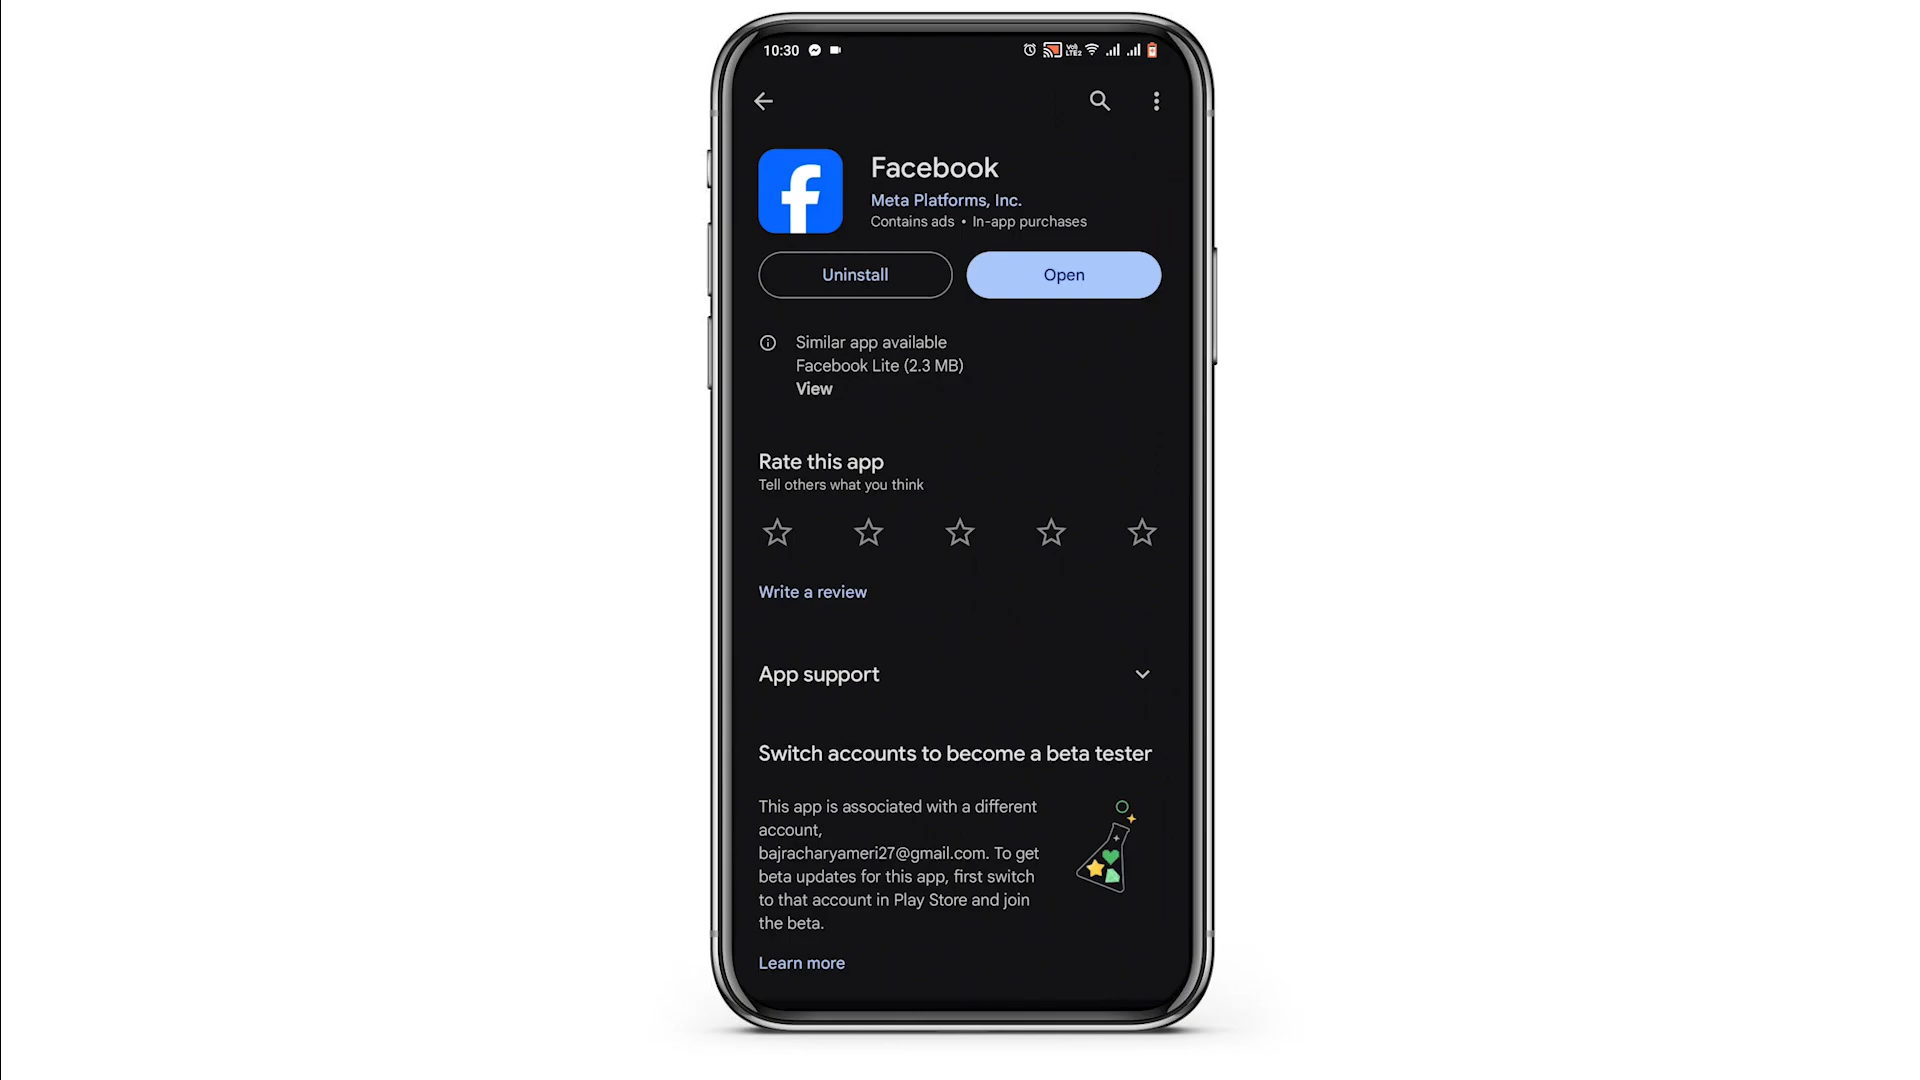 10:30
Vo) LTE2
Facebook
Meta Platforms, Inc.
Contains ads • In-app purchases
Uninstall
Open
Similar app available
Facebook Lite (2.3 MB)
View
Rate this app
Tell others what you think
Write a review
App support
Switch accounts to become a beta tester
This app is associated with a different
account,
bajracharyameri27@gmail.com. To get
beta updates for this app, first switch
to that account in Play Store and join
the beta.
Learn more